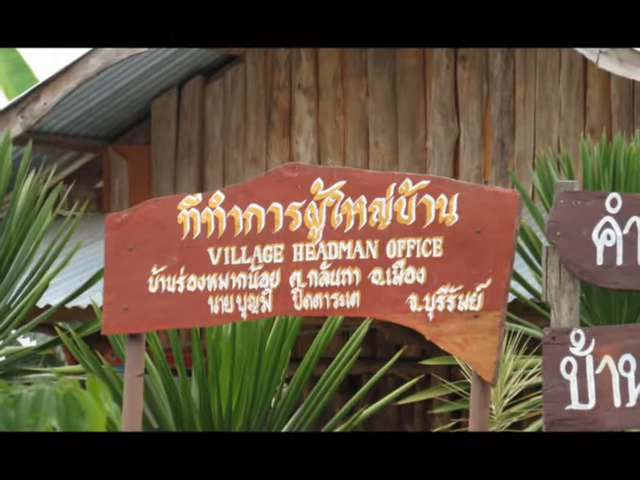 ที่ทำการผู้ใหญ่บ้าน
VILLAGE HEADMAN OFFICE
บ้านร่องหมากน้อย ต.กลันทา อ.เมือง
นายบุญมี ปิดตาระเต จ.บุรีรัมย์
คำ
บ้าน